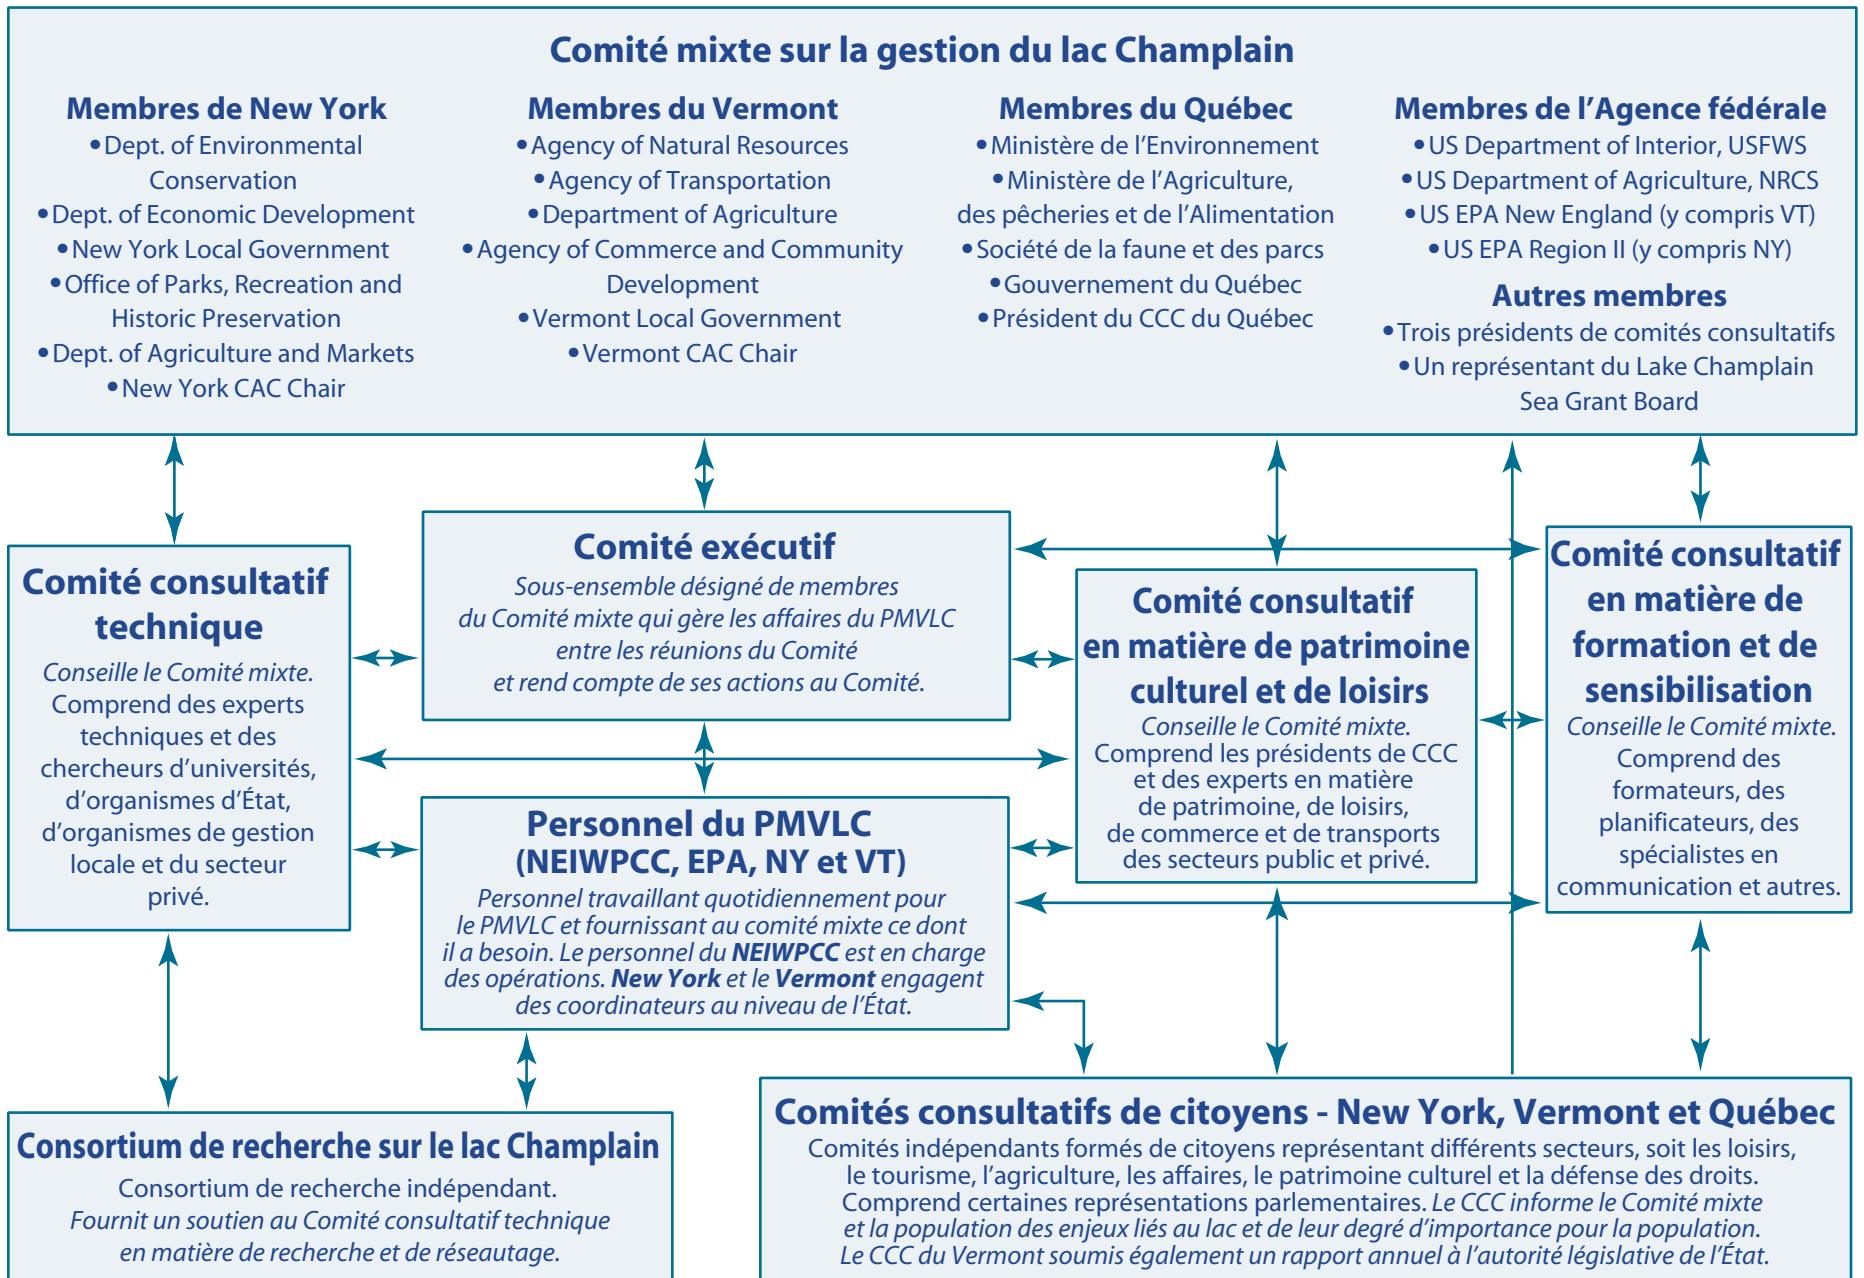 Comité mixte sur la gestion du lac Champlain
Membres de New York
•Dept. of Environmental
Conservation
•Dept. of Economic Development
•New York Local Government
•Office of Parks, Recreation and
Historic Preservation
•Dept. of Agriculture and Markets
•New York CAC Chair
Membres du Vermont
•Agency of Natural Resources
•Agency of Transportation
•Department of Agriculture
•Agency of Commerce and Community
Development
•Vermont Local Government
•Vermont CAC Chair
Membres du Québec
•Ministère de l’Environnement
•Ministère de l’Agriculture,
des pêcheries et de l’Alimentation
•Société de la faune et des parcs
•Gouvernement du Québec
•Président du CCC du Québec
Membres de l’Agence fédérale
•US Department of Interior, USFWS
•US Department of Agriculture, NRCS
•US EPA New England (y compris VT)
•US EPA Region II (y compris NY)
Autres membres
•Trois présidents de comités consultatifs
•Un représentant du Lake Champlain
Sea Grant Board
Comité consultatif
technique
Conseille le Comité mixte.
Comprend des experts
techniques et des
chercheurs d’universités,
d’organismes d’État,
d’organismes de gestion
locale et du secteur
privé.
Comité exécutif
Sous-ensemble désigné de membres
du Comité mixte qui gère les affaires du PMVLC
entre les réunions du Comité
et rend compte de ses actions au Comité.
Comité consultatif
en matière de patrimoine
culturel et de loisirs
Conseille le Comité mixte.
Comprend les présidents de CCC
et des experts en matière
de patrimoine, de loisirs,
de commerce et de transports
des secteurs public et privé.
Comité consultatif
en matière de
formation et de
sensibilisation
Conseille le Comité mixte.
Comprend des
formateurs, des
planificateurs, des
spécialistes en
communication et autres.
Personnel du PMVLC
(NEIWPCC, EPA, NY et VT)
Personnel travaillant quotidiennement pour
le PMVLC et fournissant au comité mixte ce dont
il a besoin. Le personnel du NEIWPCC est en charge
des opérations. New York et le Vermont engagent
des coordinateurs au niveau de l’État.
Consortium de recherche sur le lac Champlain
Consortium de recherche indépendant.
Fournit un soutien au Comité consultatif technique
en matière de recherche et de réseautage.
Comités consultatifs de citoyens - New York, Vermont et Québec
Comités indépendants formés de citoyens représentant différents secteurs, soit les loisirs,
le tourisme, l’agriculture, les affaires, le patrimoine culturel et la défense des droits.
Comprend certaines représentations parlementaires. Le CCC informe le Comité mixte
et la population des enjeux liés au lac et de leur degré d’importance pour la population.
Le CCC du Vermont soumis également un rapport annuel à l’autorité législative de l’État.